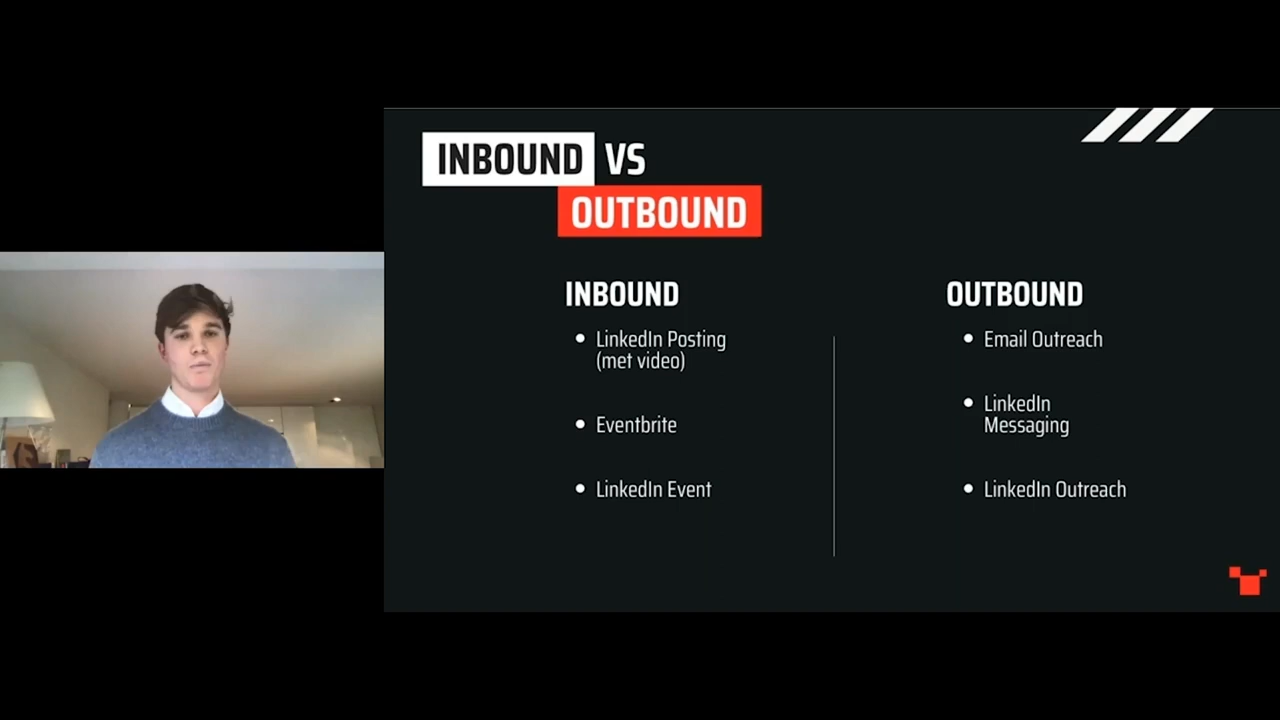 INBOUND VS
OUTBOUND
INBOUND
LinkedIn Posting
(met video)
Eventbrite
LinkedIn Event
OUTBOUND
Email Outreach
LinkedIn
Messaging
LinkedIn Outreach